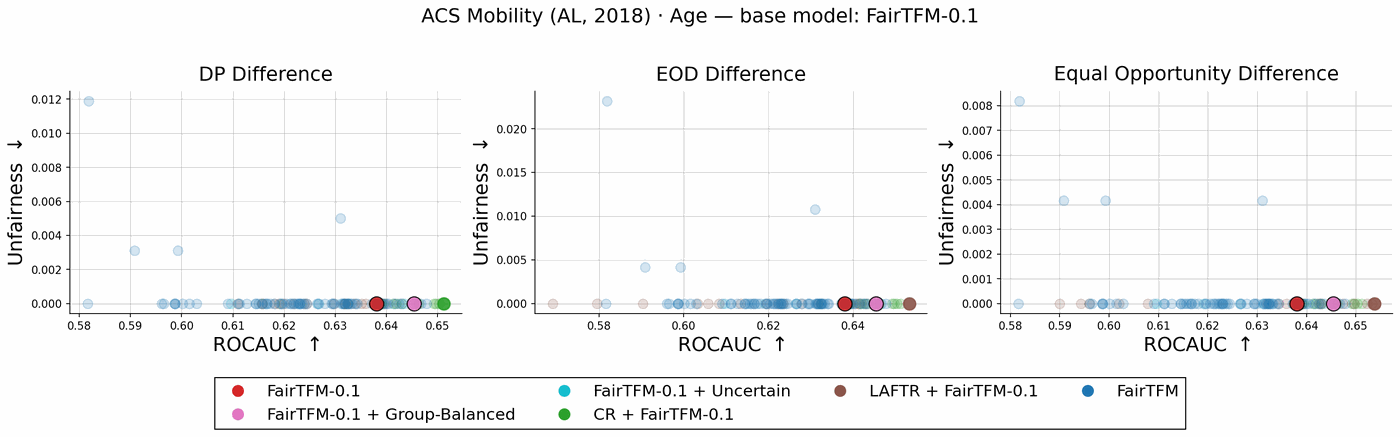 ACS Mobility (AL, 2018) · Age — base model: FairTFM-0.1
DP Difference
EOD Difference
Equal Opportunity Difference
Unfairness ↓
0.012
0.010
0.008
0.006
0.004
0.002
0.000
0.58 0.59 0.60 0.61 0.62 0.63 0.64 0.65
ROCAUC ↑
Unfairness ↓
0.020
0.015
0.010
0.005
0.000
0.58 0.60 0.62 0.64
ROCAUC ↑
Unfairness ↓
0.008
0.007
0.006
0.005
0.004
0.003
0.002
0.001
0.000
0.58 0.59 0.60 0.61 0.62 0.63 0.64 0.65
ROCAUC ↑
FairTFM-0.1
FairTFM-0.1 + Uncertain
LAFTR + FairTFM-0.1
FairTFM
FairTFM-0.1 + Group-Balanced
CR + FairTFM-0.1